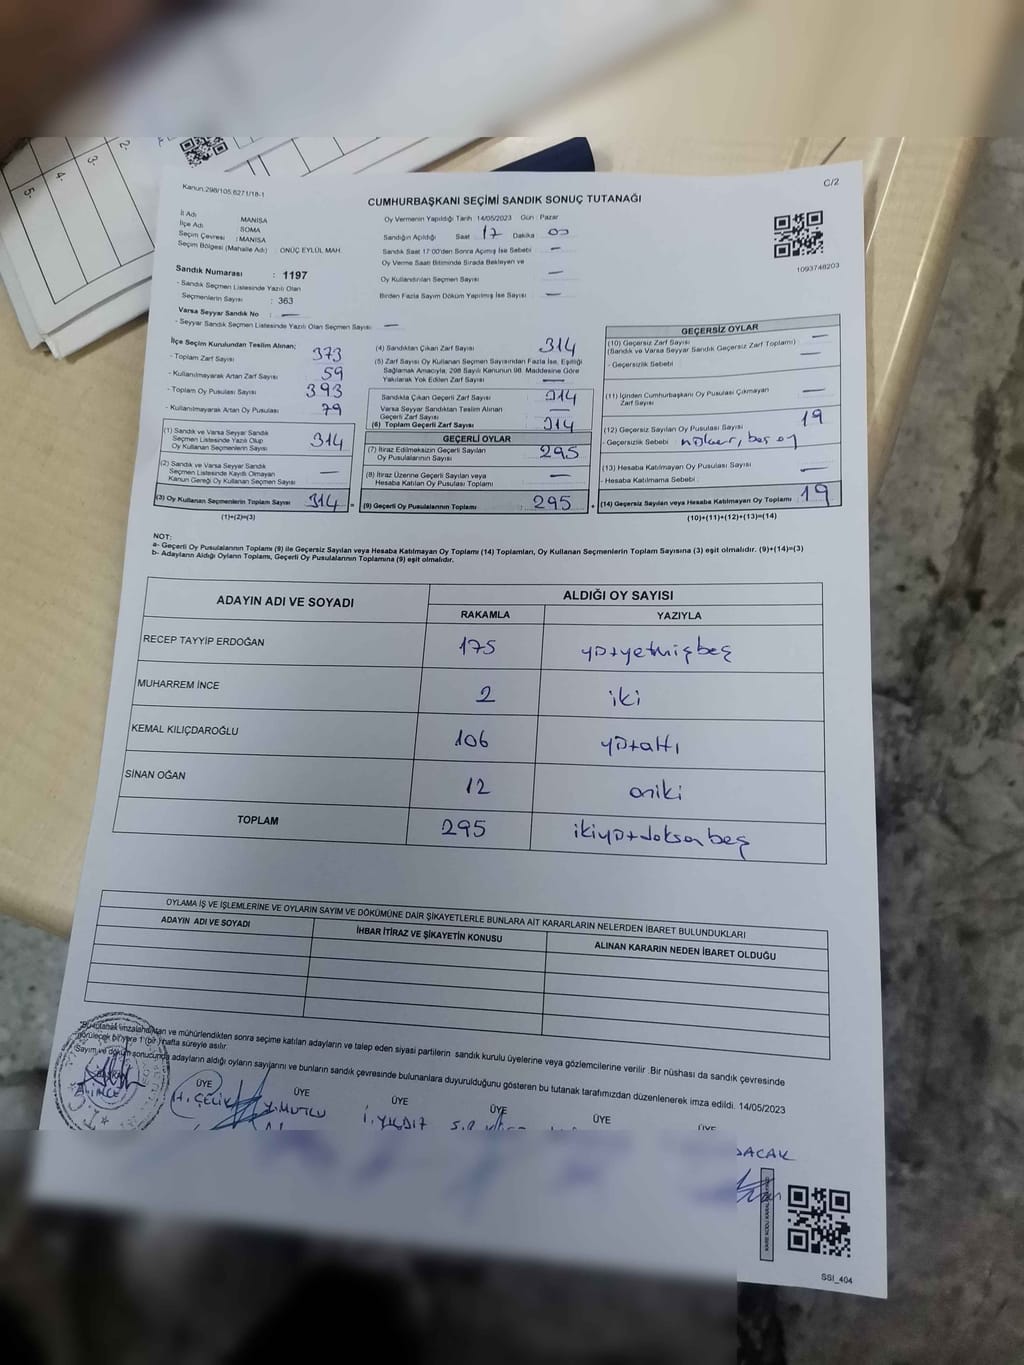 2.
3.
4.
5.
Kanun:298/105,6271/18-1
C/2
CUMHURBAŞKANI SEÇİMİ SANDIK SONUÇ TUTANAĞI
İl Adı MANİSA
İlçe Adı SOMA
Seçim Çevresi : MANİSA
Seçim Bölgesi (Mahalle Adı) : ONÜÇ EYLÜL MAH.
Oy Vermenin Yapıldığı Tarih :14/05/2023 Gün : Pazar
Sandığın Açıldığı Saat 17 Dakika 00
Sandık Saat 17:00'den Sonra Açılmış İse Sebebi —
Oy Verme Saati Bitiminde Sırada Bekleyen ve
Oy Kullandırılan Seçmen Sayısı —
Birden Fazla Sayım Döküm Yapılmış İse Sayısı —
1093748203
Sandık Numarası : 1197
- Sandık Seçmen Listesinde Yazılı Olan
Seçmenlerin Sayısı : 363
Varsa Seyyar Sandık No : —
- Seyyar Sandık Seçmen Listesinde Yazılı Olan Seçmen Sayısı —
İlçe Seçim Kurulundan Teslim Alınan;
- Toplam Zarf Sayısı 373
- Kullanılmayarak Artan Zarf Sayısı 59
- Toplam Oy Pusulası Sayısı 393
- Kullanılmayarak Artan Oy Pusulası 79
(1) Sandık ve Varsa Seyyar Sandık
Seçmen Listesinde Yazılı Olup
Oy Kullanan Seçmenlerin Sayısı 314
(2) Sandık ve Varsa Seyyar Sandık
Seçmen Listesinde Kayıtlı Olmayan
Kanun Gereği Oy Kullanan Seçmen Sayısı —
(3) Oy Kullanan Seçmenlerin Toplam Sayısı 314 =
(1)+(2)=(3)
(4) Sandıktan Çıkan Zarf Sayısı 314
(5) Zarf Sayısı Oy Kullanan Seçmen Sayısından Fazla İse, Eşitliği
Sağlamak Amacıyla, 298 Sayılı Kanunun 98. Maddesine Göre
Yakılarak Yok Edilen Zarf Sayısı —
Sandıkta Çıkan Geçerli Zarf Sayısı 314
Varsa Seyyar Sandıktan Teslim Alınan
Geçerli Zarf Sayısı —
(6) Toplam Geçerli Zarf Sayısı 314
GEÇERLİ OYLAR
(7) İtiraz Edilmeksizin Geçerli Sayılan
Oy Pusulalarının Sayısı 295
(8) İtiraz Üzerine Geçerli Sayılan veya
Hesaba Katılan Oy Pusulası Toplamı —
(9) Geçerli Oy Pusulalarının Toplamı : 295 +
GEÇERSİZ OYLAR
(10) Geçersiz Zarf Sayısı —
(Sandık ve Varsa Seyyar Sandık Geçersiz Zarf Toplamı) :
- Geçersizlik Sebebi —
(11) İçinden Cumhurbaşkanı Oy Pusulası Çıkmayan
Zarf Sayısı —
(12) Geçersiz Sayılan Oy Pusulası Sayısı 19
- Geçersizlik Sebebi
(13) Hesaba Katılmayan Oy Pusulası Sayısı —
- Hesaba Katılmama Sebebi :
(14) Geçersiz Sayılan veya Hesaba Katılmayan Oy Toplamı 19
(10)+(11)+(12)+(13)=(14)
NOT:
a- Geçerli Oy Pusulalarının Toplamı (9) ile Geçersiz Sayılan veya Hesaba Katılmayan Oy Toplamı (14) Toplamları, Oy Kullanan Seçmenlerin Toplam Sayısına (3) eşit olmalıdır. (9)+(14)=(3)
b- Adayların Aldığı Oyların Toplamı, Geçerli Oy Pusulalarının Toplamına (9) eşit olmalıdır.
ADAYIN ADI VE SOYADI ALDIĞI OY SAYISI
RAKAMLA YAZIYLA
RECEP TAYYİP ERDOĞAN 175 yüzyetmişbeş
MUHARREM İNCE 2 iki
KEMAL KILIÇDAROĞLU 106 yüzaltı
SİNAN OĞAN 12 oniki
TOPLAM 295 ikiyüzdoksanbeş
OYLAMA İŞ VE İŞLEMLERİNE VE OYLARIN SAYIM VE DÖKÜMÜNE DAİR ŞİKAYETLERLE BUNLARA AİT KARARLARIN NELERDEN İBARET BULUNDUKLARI
ADAYIN ADI VE SOYADI İHBAR İTİRAZ VE ŞİKAYETİN KONUSU ALINAN KARARIN NEDEN İBARET OLDUĞU
"Bu tutanak imzalandıktan ve mühürlendikten sonra seçime katılan adayların ve talep eden siyasi partilerin sandık kurulu üyelerine veya gözlemcilerine verilir. Bir nüshası da sandık çevresinde
görülecek bir yere 1 (bir) hafta süreyle asılır.
Sayım ve döküm sonucunda adayların aldığı oyların sayılarını ve bunların sandık çevresinde bulunanlara duyurulduğunu gösteren bu tutanak tarafımızdan düzenlenerek imza edildi. 14/05/2023
BAŞKAN ÜYE ÜYE ÜYE ÜYE ÜYE ÜYE
H. ÇELİK Y. MUTLU İ. YILDIZ
SSI_404